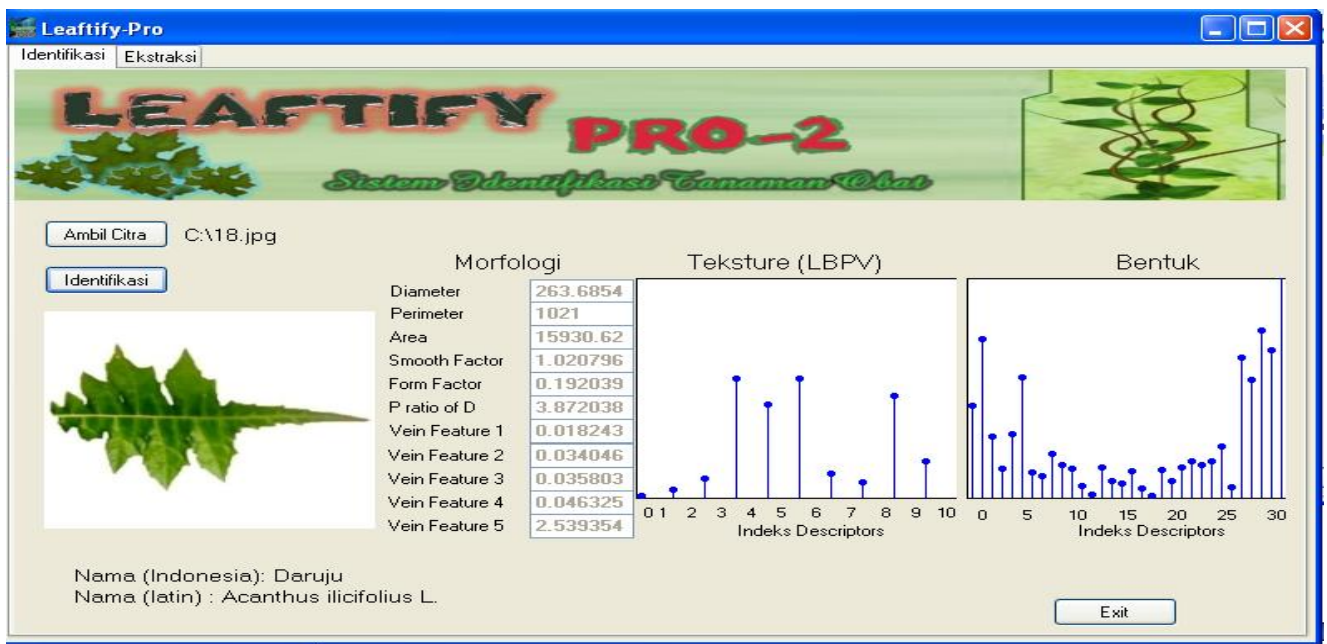 Leaftify-Pro
Identifikasi Ekstraksi
LEAFTIFY
PRO-2
Sistem Identifikasi Tanaman Obat
Ambil Citra C:\18.jpg
Identifikasi
Morfologi
Diameter 263.6854
Perimeter 1021
Area 15930.62
Smooth Factor 1.020796
Form Factor 0.192039
P ratio of D 3.872038
Vein Feature 1 0.018243
Vein Feature 2 0.034046
Vein Feature 3 0.035803
Vein Feature 4 0.046325
Vein Feature 5 2.539354
Teksture (LBPV)
0 1 2 3 4 5 6 7 8 9 10
Indeks Descriptors
Bentuk
0 5 10 15 20 25 30
Indeks Descriptors
Nama (Indonesia): Daruju
Nama (latin) : Acanthus ilicifolius L.
Exit